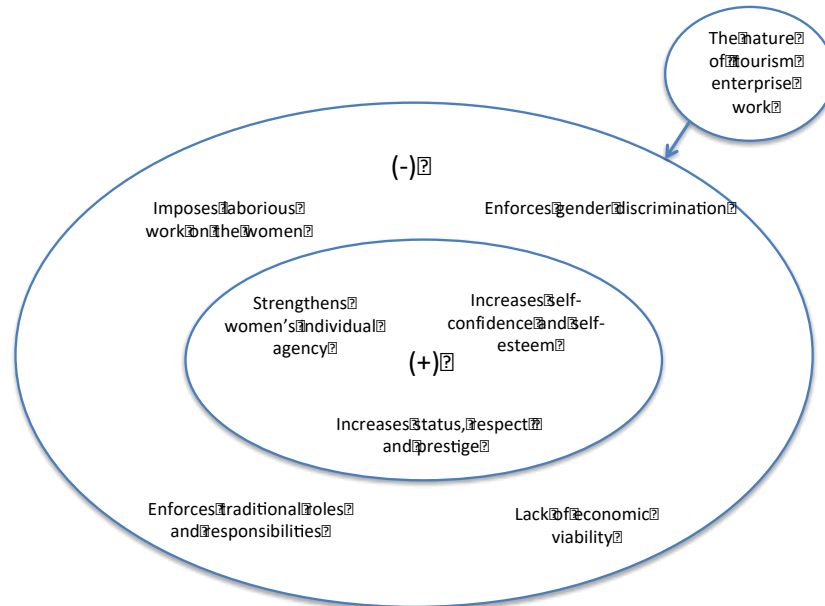 The⍰nature⍰
of⍰tourism⍰
enterprise⍰
work⍰
(-)⍰
Imposes⍰laborious⍰
work⍰on⍰the⍰women⍰
Enforces⍰gender⍰discrimination⍰
Strengthens⍰
women's⍰individual⍰
agency⍰
Increases⍰self-
confidence⍰and⍰self-
esteem⍰
(+)⍰
Increases⍰status,⍰respect⍰⍰
and⍰prestige⍰
Enforces⍰traditional⍰roles⍰
and⍰responsibilities⍰
Lack⍰of⍰economic⍰
viability⍰